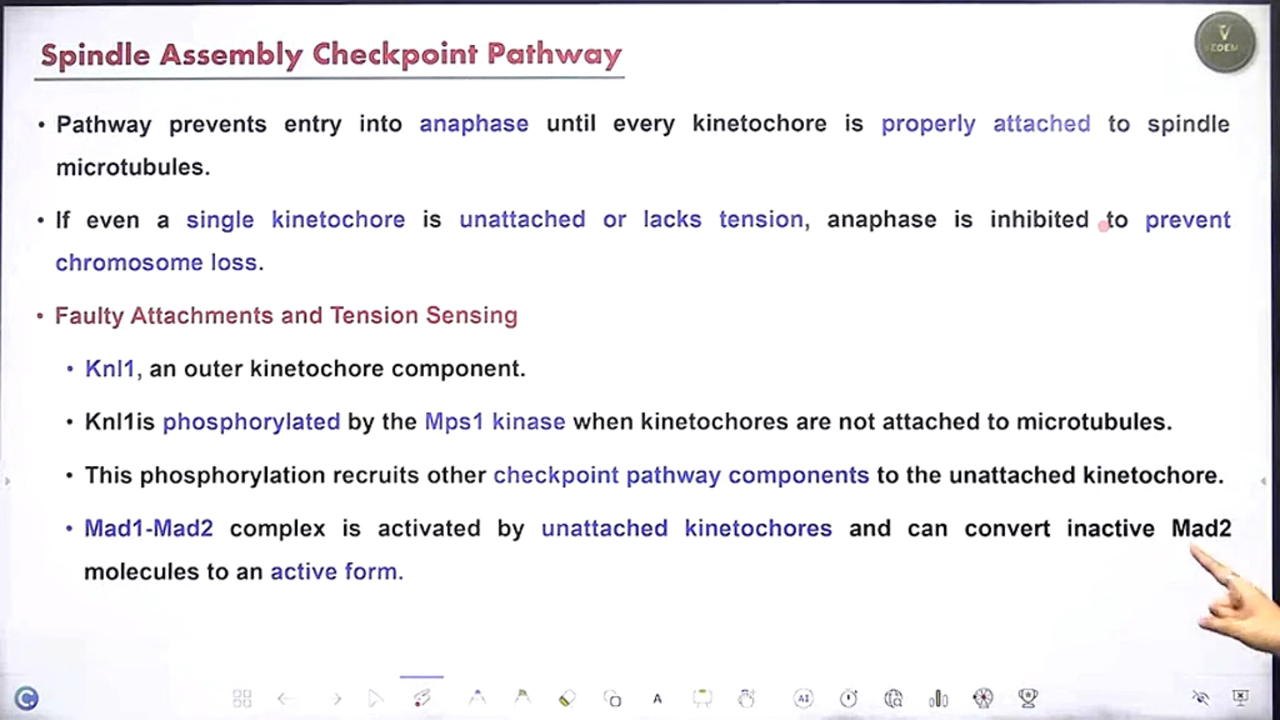 Spindle Assembly Checkpoint Pathway
• Pathway prevents entry into anaphase until every kinetochore is properly attached to spindle
microtubules.
• If even a single kinetochore is unattached or lacks tension, anaphase is inhibited to prevent
chromosome loss.
• Faulty Attachments and Tension Sensing
• Knl1, an outer kinetochore component.
• Knl1is phosphorylated by the Mps1 kinase when kinetochores are not attached to microtubules.
• This phosphorylation recruits other checkpoint pathway components to the unattached kinetochore.
• Mad1-Mad2 complex is activated by unattached kinetochores and can convert inactive Mad2
molecules to an active form.
A
AI